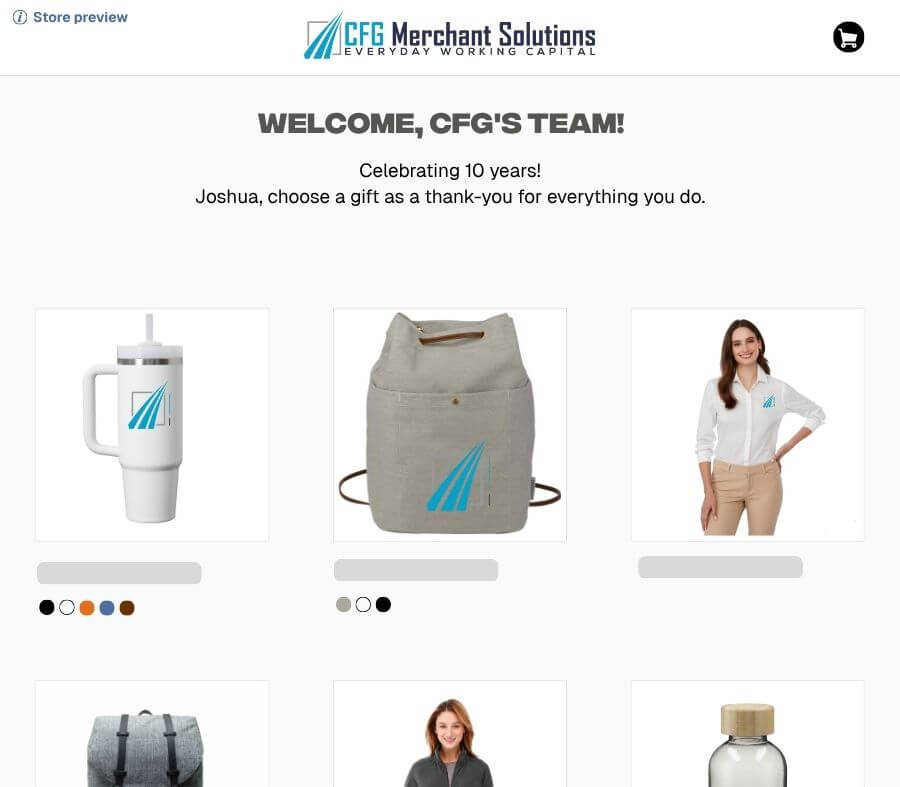 Store preview
CFG Merchant Solutions
EVERYDAY WORKING CAPITAL
WELCOME, CFG'S TEAM!
Celebrating 10 years!
Joshua, choose a gift as a thank-you for everything you do.